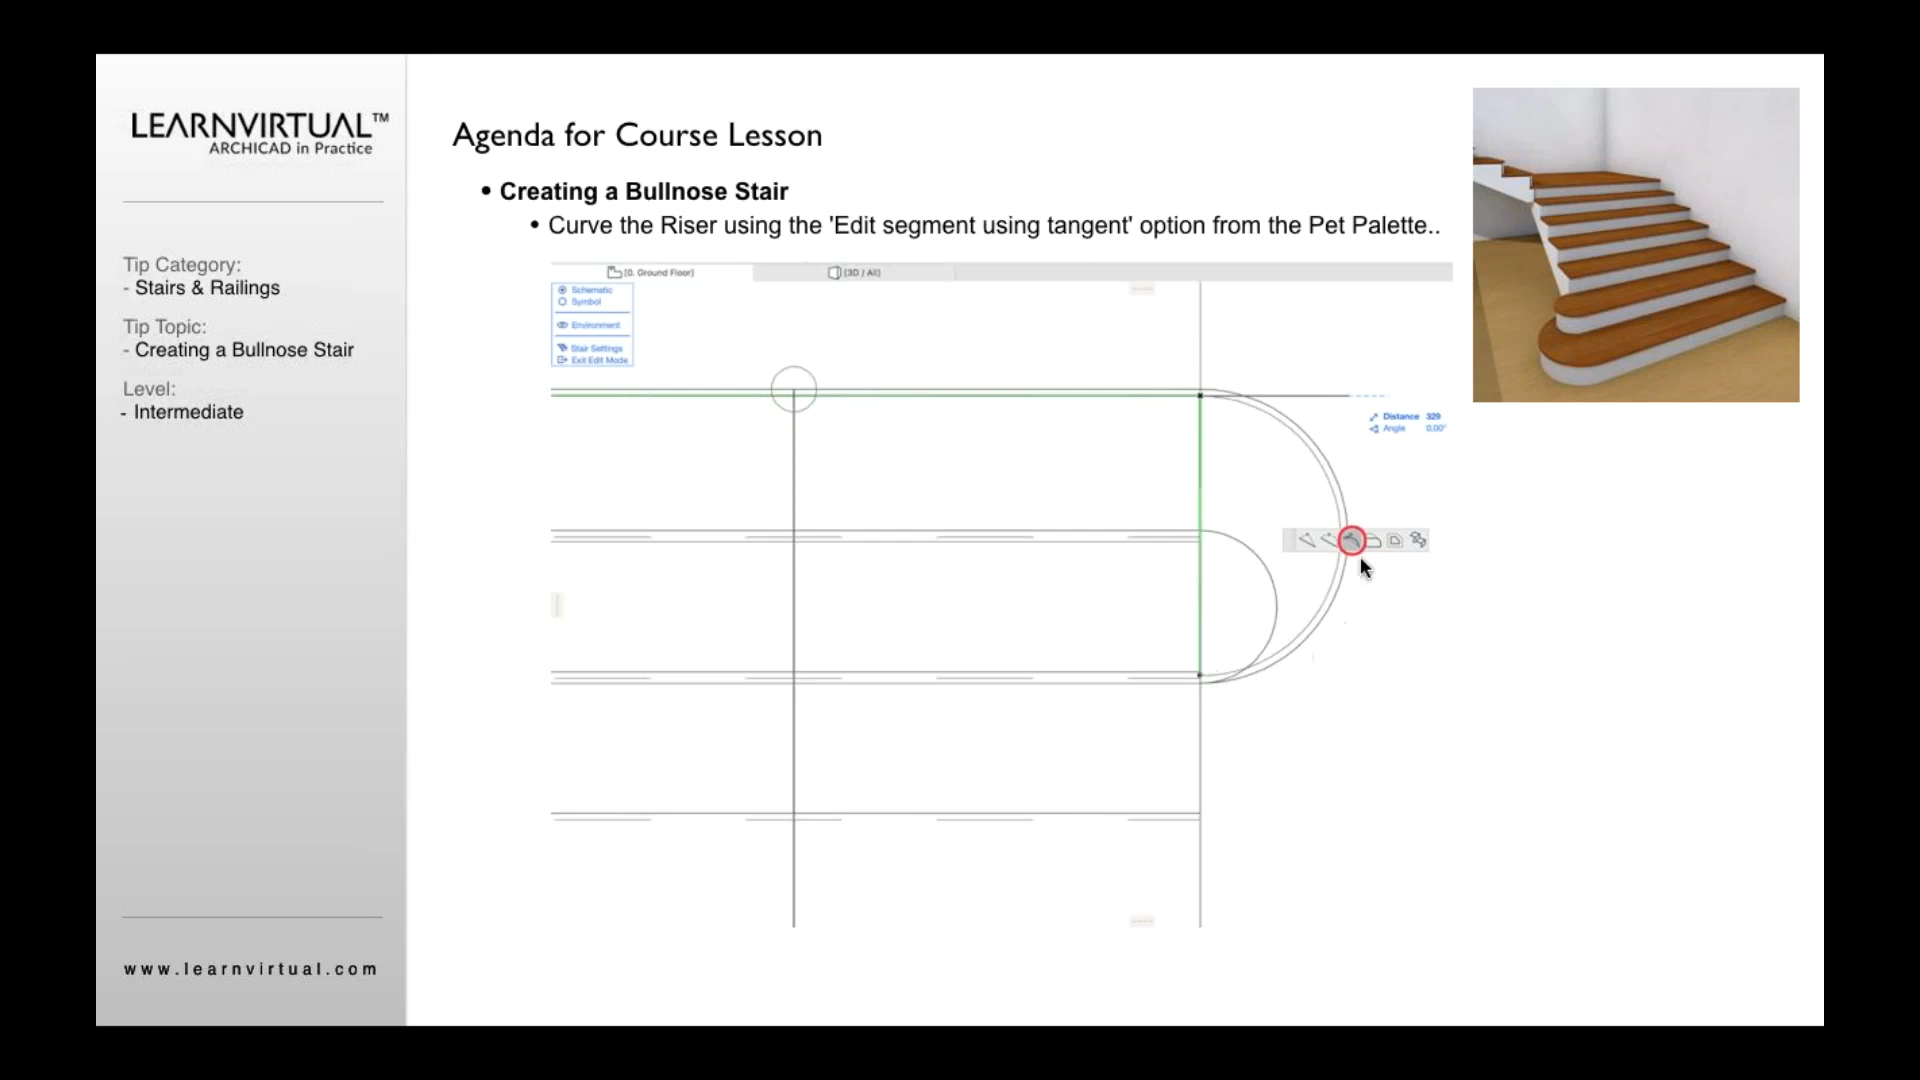 LEARNVIRTUAL™
ARCHICAD in Practice
Tip Category:
- Stairs & Railings
Tip Topic:
- Creating a Bullnose Stair
Level:
- Intermediate
www.learnvirtual.com
Agenda for Course Lesson
• Creating a Bullnose Stair
• Curve the Riser using the 'Edit segment using tangent' option from the Pet Palette..
[0. Ground Floor]
[3D / All]
Schematic
Symbol
Environment
Stair Settings
Exit Edit Mode
Distance 329
Angle 0,00°